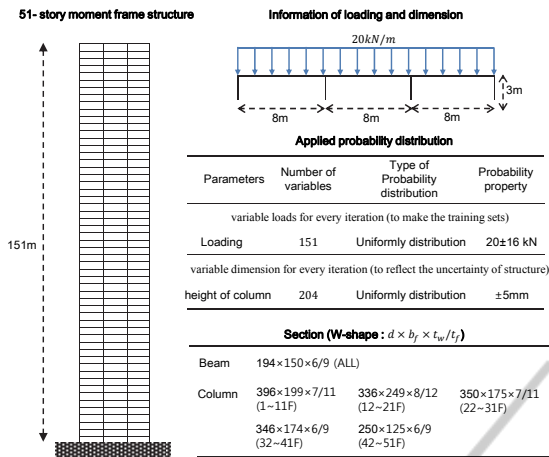 51- story moment frame structure
Information of loading and dimension
20kN/m
3m
8m 8m 8m
151m
Applied probability distribution
Parameters Number of variables Type of Probability distribution Probability property
variable loads for every iteration (to make the training sets)
Loading 151 Uniformly distribution 20±16 kN
variable dimension for every iteration (to reflect the uncertainty of structure)
height of column 204 Uniformly distribution ±5mm
Section (W-shape : d × b_f × t_w/t_f)
Beam 194×150×6/9 (ALL)
Column 396×199×7/11 336×249×8/12 350×175×7/11
(1~11F) (12~21F) (22~31F)
346×174×6/9 250×125×6/9
(32~41F) (42~51F)